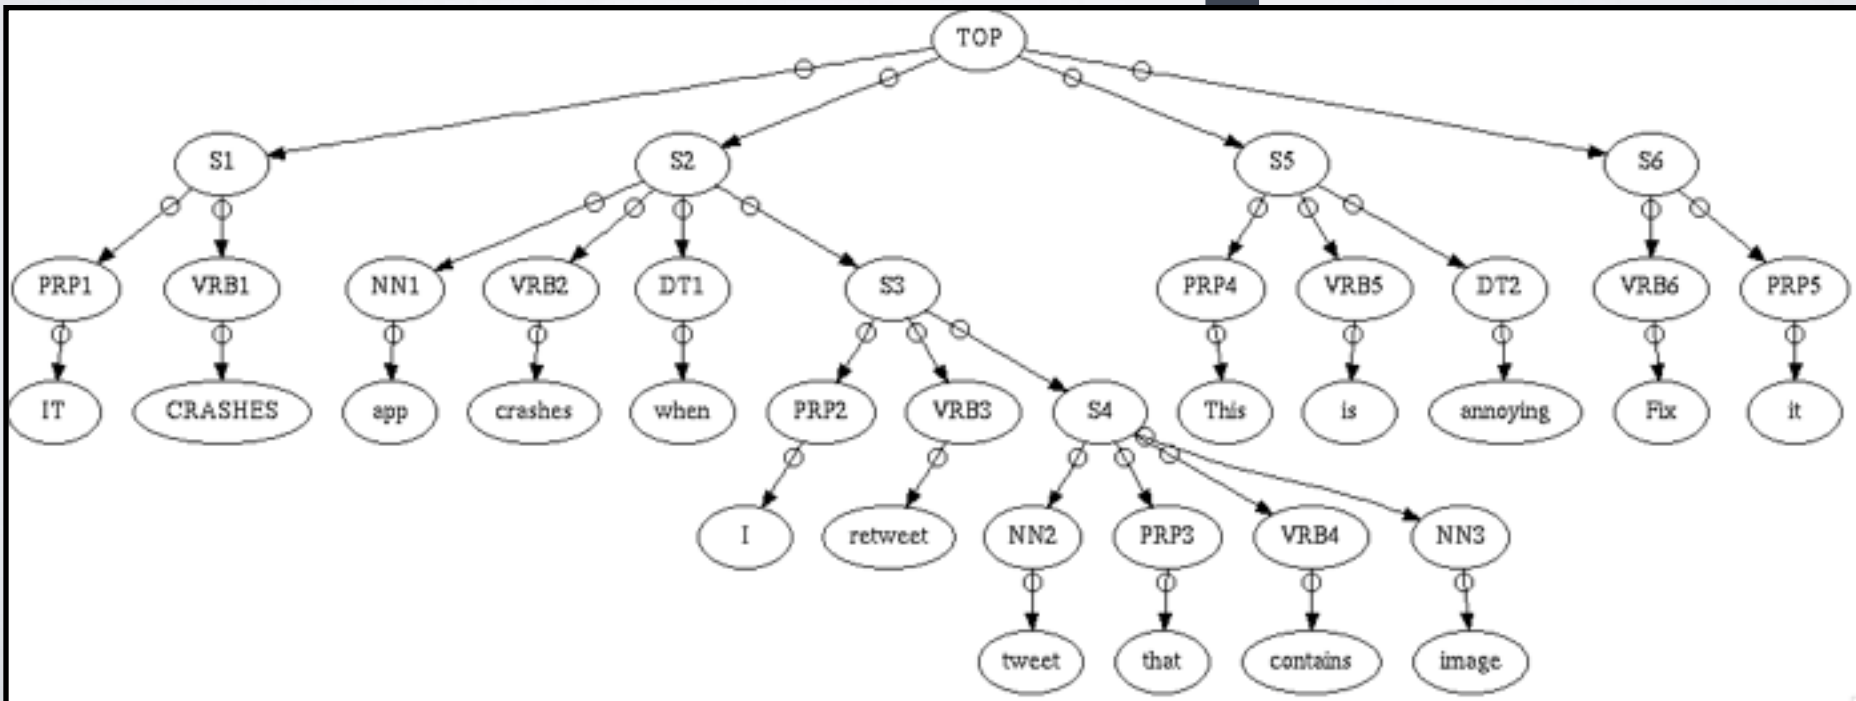 TOP
S1 S2 S5 S6
PRP1 VRB1 NN1 VRB2 DT1 S3 PRP4 VRB5 DT2 VRB6 PRP5
IT CRASHES app crashes when PRP2 VRB3 S4 This is annoying Fix it
I retweet NN2 PRP3 VRB4 NN3
tweet that contains image